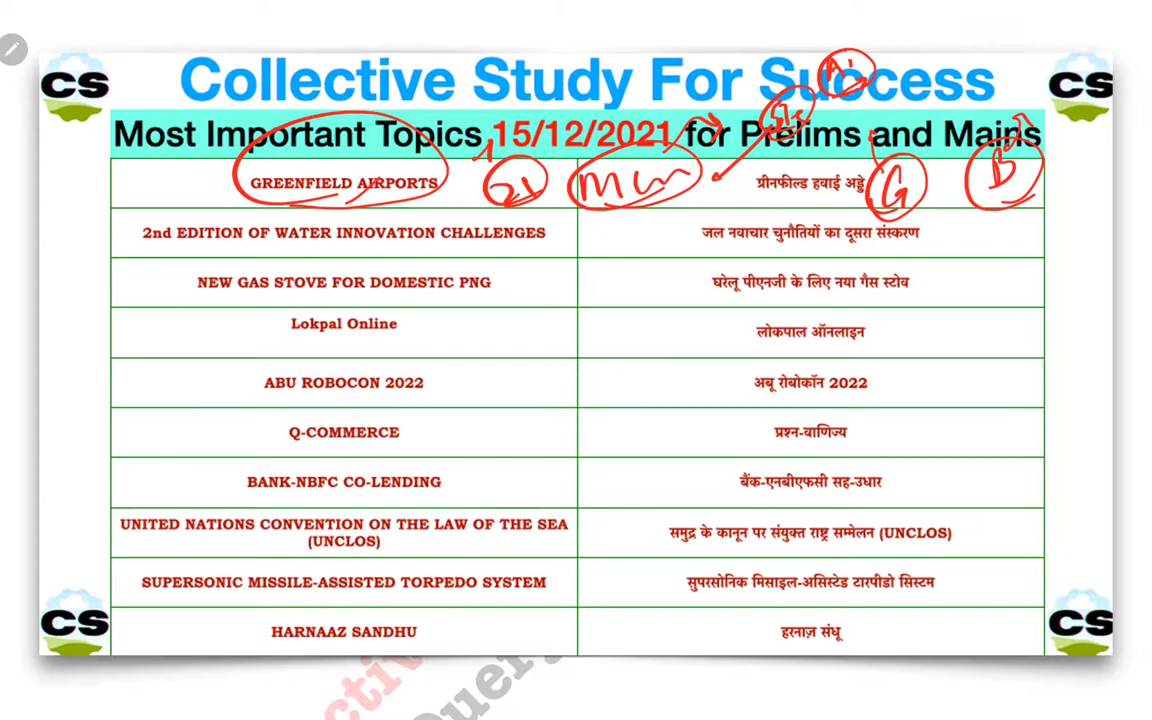 CS Collective Study For Success CS
Most Important Topics,15/12/2021 for Prelims and Mains
GREENFIELD AIRPORTS 21 ग्रीनफील्ड हवाई अड्डे G B
2nd EDITION OF WATER INNOVATION CHALLENGES जल नवाचार चुनौतियों का दूसरा संस्करण
NEW GAS STOVE FOR DOMESTIC PNG घरेलू पीएनजी के लिए नया गैस स्टोव
Lokpal Online लोकपाल ऑनलाइन
ABU ROBOCON 2022 अबू रोबोकॉन 2022
Q-COMMERCE प्रश्न-वाणिज्य
BANK-NBFC CO-LENDING बैंक-एनबीएफसी सह-उधार
UNITED NATIONS CONVENTION ON THE LAW OF THE SEA
(UNCLOS) समुद्र के कानून पर संयुक्त राष्ट्र सम्मेलन (UNCLOS)
SUPERSONIC MISSILE-ASSISTED TORPEDO SYSTEM सुपरसोनिक मिसाइल-असिस्टेड टारपीडो सिस्टम
CS HARNAAZ SANDHU हरनाज़ संधू CS